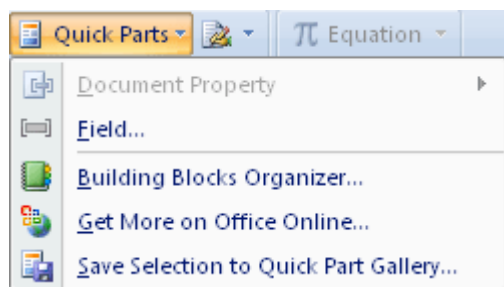 Quick Parts π Equation
Document Property
Field...
Building Blocks Organizer...
Get More on Office Online...
Save Selection to Quick Part Gallery...